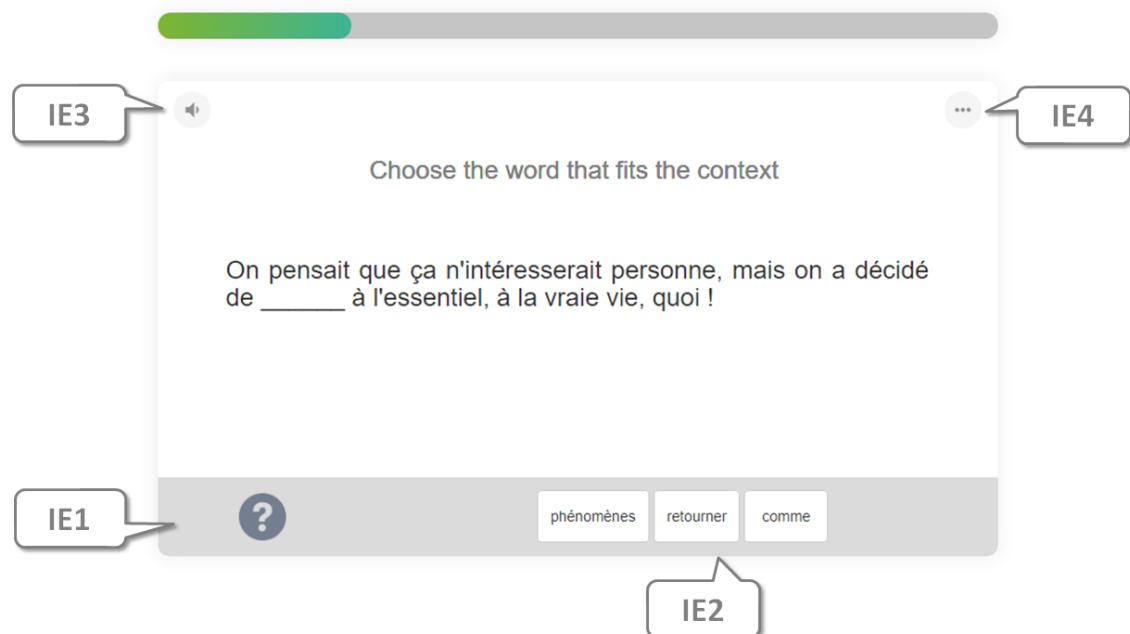 IE3
IE4
Choose the word that fits the context
On pensait que ça n'intéresserait personne, mais on a décidé
de ______ à l'essentiel, à la vraie vie, quoi !
IE1
?
phénomènes retourner comme
IE2